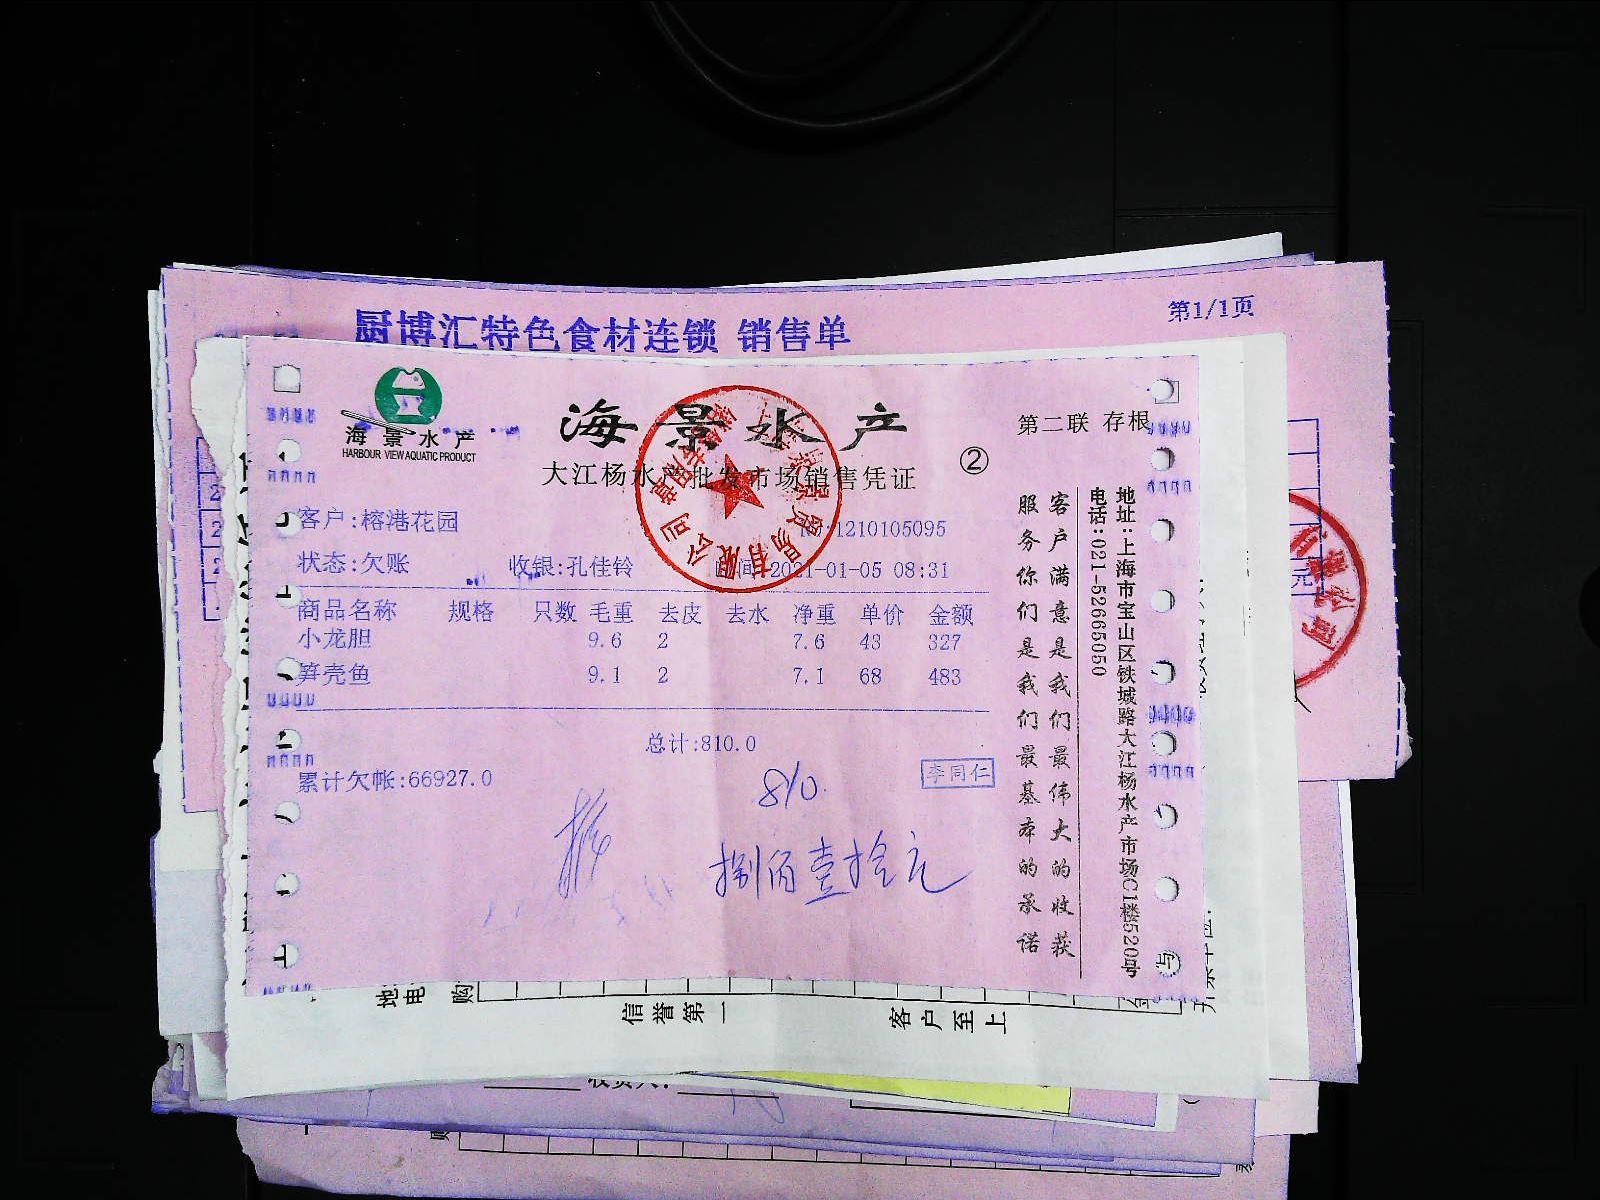 厨博汇特色食材连锁 销售单
第1/1页
海景水产
HARBOUR VIEW AQUATIC PRODUCT
海景水产
大江杨水产批发市场销售凭证
②
第二联 存根
客户:榕港花园
1210105095
状态:欠账 收银:孔佳铃 时间:2021-01-05 08:31
商品名称 规格 只数 毛重 去皮 去水 净重 单价 金额
小龙胆 9.6 2 7.6 43 327
笋壳鱼 9.1 2 7.1 68 483
总计:810.0
累计欠帐:66927.0
李同仁
810.
捌佰壹拾元
客户满意是我们最伟大的收获
服务你们是我们最基本的承诺
地址:上海市宝山区铁城路大江杨水产市场C1楼520号
电话:021-52665050
信誉第一
客户至上